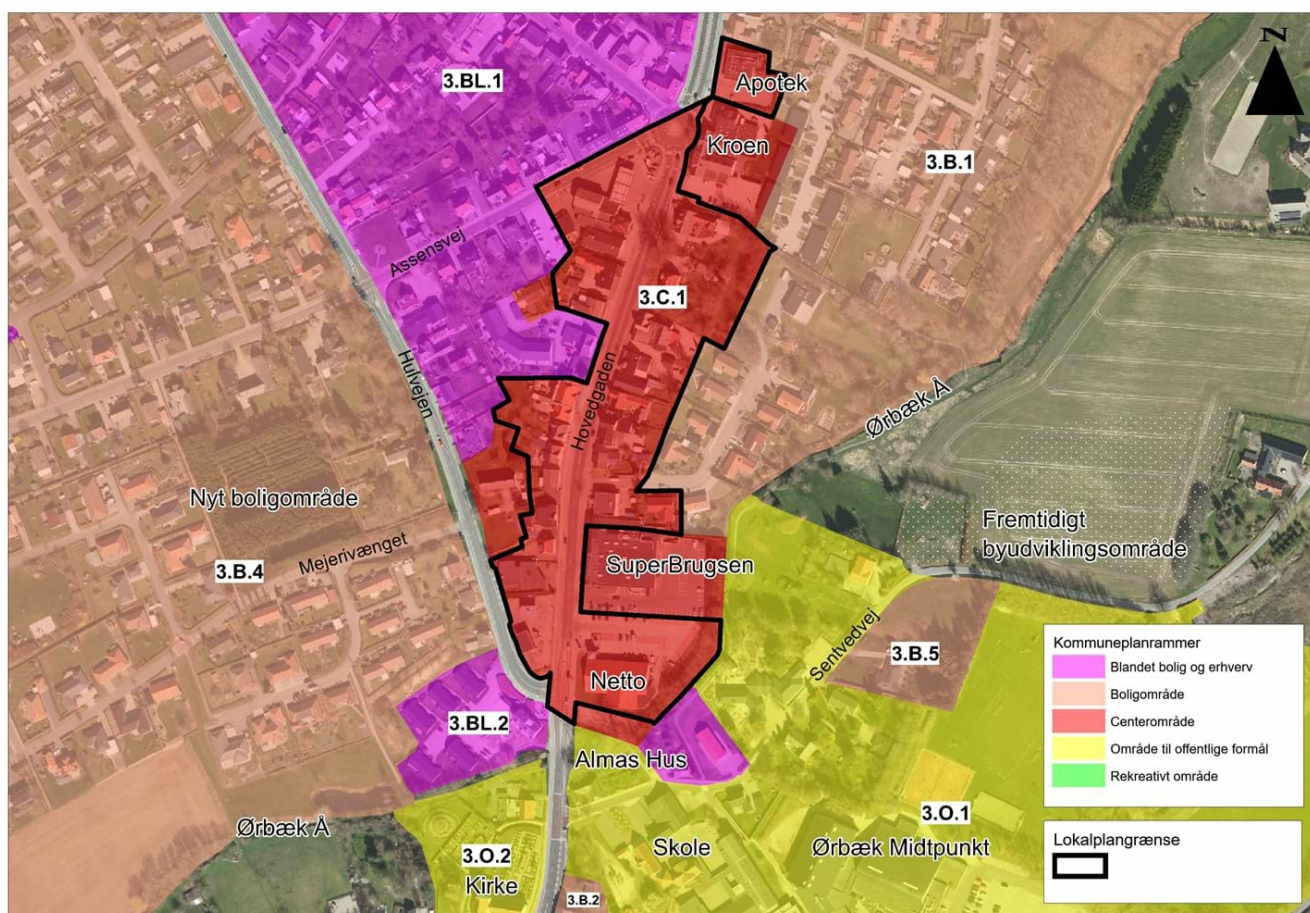 N
Apotek
3.BL.1
Kroen
3.B.1
Assensvej
3.C.1
Hulvejen
Hovedgaden
Ørbæk Å
Nyt boligområde
Fremtidigt
byudviklingsområde
Mejerivænget
3.B.4
SuperBrugsen
Sentvedvej
3.B.5
Netto
3.BL.2
Almas Hus
Ørbæk Å
3.O.1
Skole
Ørbæk Midtpunkt
3.O.2
Kirke
3.B.2
Kommuneplanrammer
Blandet bolig og erhverv
Boligområde
Centerområde
Område til offentlige formål
Rekreativt område
Lokalplangrænse